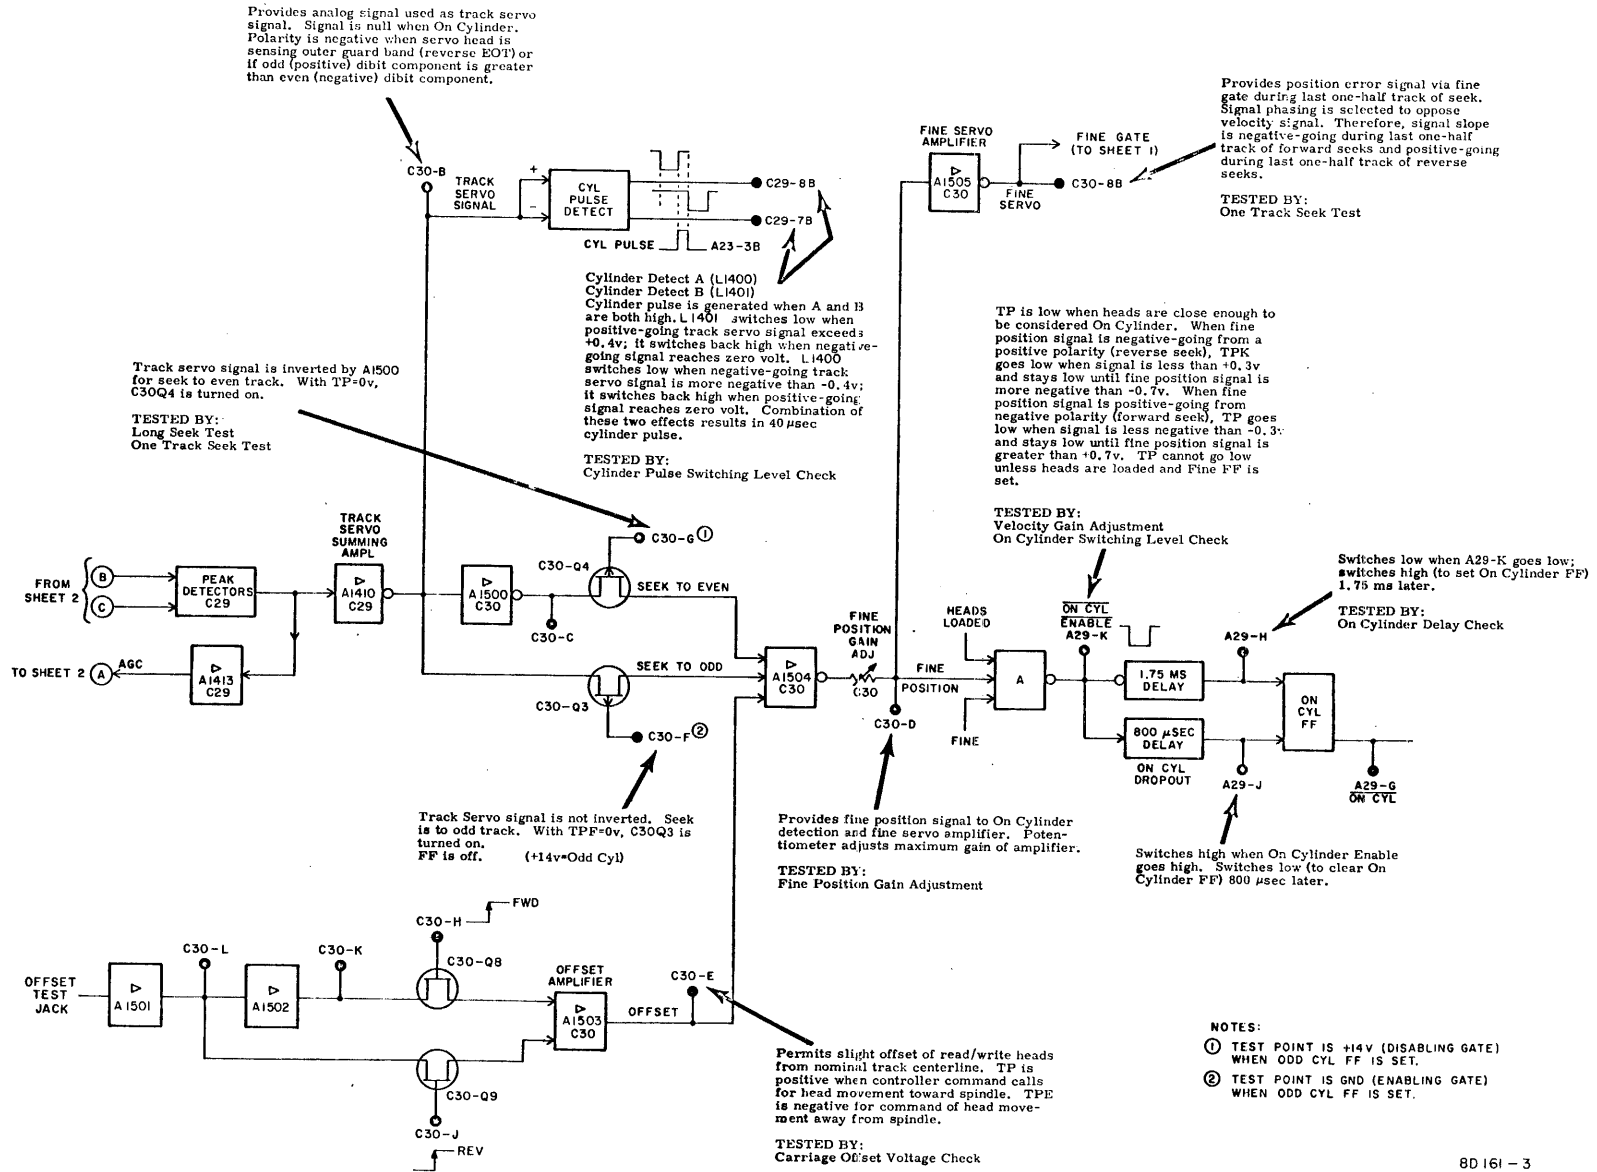 Provides analog signal used as track servo
signal. Signal is null when On Cylinder.
Polarity is negative when servo head is
sensing outer guard band (reverse EOT) or
if odd (positive) dibit component is greater
than even (negative) dibit component.
Provides position error signal via fine
gate during last one-half track of seek.
Signal phasing is selected to oppose
velocity signal. Therefore, signal slope
is negative-going during last one-half
track of forward seeks and positive-going
during last one-half track of reverse
seeks.
TESTED BY:
One Track Seek Test
C30-B
TRACK
SERVO
SIGNAL
+
-
CYL
PULSE
DETECT
C29-8B
C29-7B
CYL PULSE
A23-3B
FINE SERVO
AMPLIFIER
A1505
C30
FINE GATE
(TO SHEET 1)
FINE
SERVO
C30-8B
Cylinder Detect A (L1400)
Cylinder Detect B (L1401)
Cylinder pulse is generated when A and B
are both high. L1401 switches low when
positive-going track servo signal exceeds
+0.4v; it switches back high when negative-
going signal reaches zero volt. L1400
switches low when negative-going track
servo signal is more negative than -0.4v;
it switches back high when positive-going
signal reaches zero volt. Combination of
these two effects results in 40 µsec
cylinder pulse.
TESTED BY:
Cylinder Pulse Switching Level Check
TP is low when heads are close enough to
be considered On Cylinder. When fine
position signal is negative-going from a
positive polarity (reverse seek), TPK
goes low when signal is less than +0.3v
and stays low until fine position signal is
more negative than -0.7v. When fine
position signal is positive-going from
negative polarity (forward seek), TP goes
low when signal is less negative than -0.3v
and stays low until fine position signal is
greater than +0.7v. TP cannot go low
unless heads are loaded and Fine FF is
set.
TESTED BY:
Velocity Gain Adjustment
On Cylinder Switching Level Check
Track servo signal is inverted by A1500
for seek to even track. With TP=0v,
C30Q4 is turned on.
TESTED BY:
Long Seek Test
One Track Seek Test
FROM
SHEET 2
B
C
PEAK
DETECTORS
C29
TRACK
SERVO
SUMMING
AMPL
A1410
C29
A1500
C30
C30-C
C30-Q4
C30-G 1
SEEK TO EVEN
TO SHEET 2 A
AGC
A1413
C29
SEEK TO ODD
C30-Q3
C30-F 2
A1504
C30
FINE
POSITION
GAIN
ADJ
C30
FINE
POSITION
C30-D
HEADS
LOADED
FINE
A
ON CYL
ENABLE
A29-K
1.75 MS
DELAY
A29-H
800 µSEC
DELAY
ON CYL
DROPOUT
A29-J
ON
CYL
FF
A29-G
ON CYL
Switches low when A29-K goes low;
switches high (to set On Cylinder FF)
1.75 ms later.
TESTED BY:
On Cylinder Delay Check
Track Servo signal is not inverted. Seek
is to odd track. With TPF=0v, C30Q3 is
turned on.
FF is off. (+14v=Odd Cyl)
Provides fine position signal to On Cylinder
detection and fine servo amplifier. Poten-
tiometer adjusts maximum gain of amplifier.
TESTED BY:
Fine Position Gain Adjustment
Switches high when On Cylinder Enable
goes high. Switches low (to clear On
Cylinder FF) 800 µsec later.
OFFSET
TEST
JACK
A1501
C30-L
A1502
C30-K
C30-H
FWD
C30-Q8
C30-Q9
C30-J
REV
OFFSET
AMPLIFIER
A1503
C30
OFFSET
C30-E
Permits slight offset of read/write heads
from nominal track centerline. TP is
positive when controller command calls
for head movement toward spindle. TPE
is negative for command of head move-
ment away from spindle.
TESTED BY:
Carriage Offset Voltage Check
NOTES:
1 TEST POINT IS +14V (DISABLING GATE)
WHEN ODD CYL FF IS SET.
2 TEST POINT IS GND (ENABLING GATE)
WHEN ODD CYL FF IS SET.
8D161-3